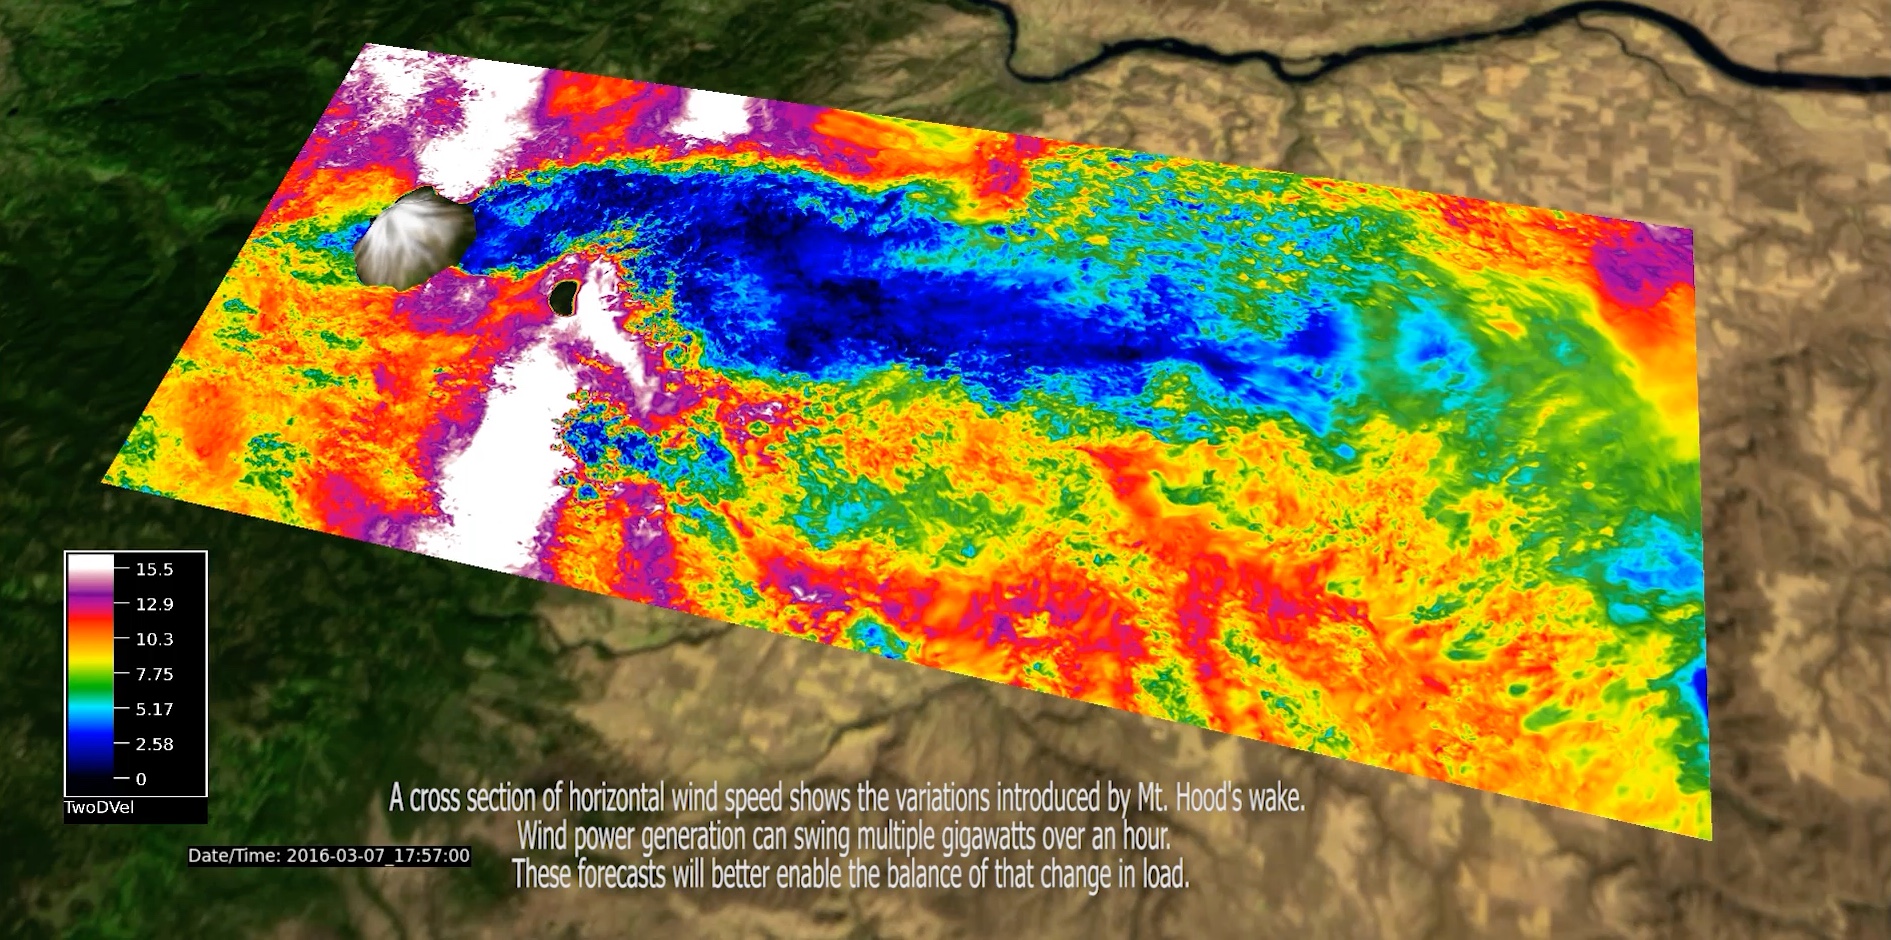 15.5
12.9
10.3
7.75
5.17
2.58
0
TwoDVel
A cross section of horizontal wind speed shows the variations introduced by Mt. Hood's wake.
Wind power generation can swing multiple gigawatts over an hour.
These forecasts will better enable the balance of that change in load.
Date/Time: 2016-03-07_17:57:00